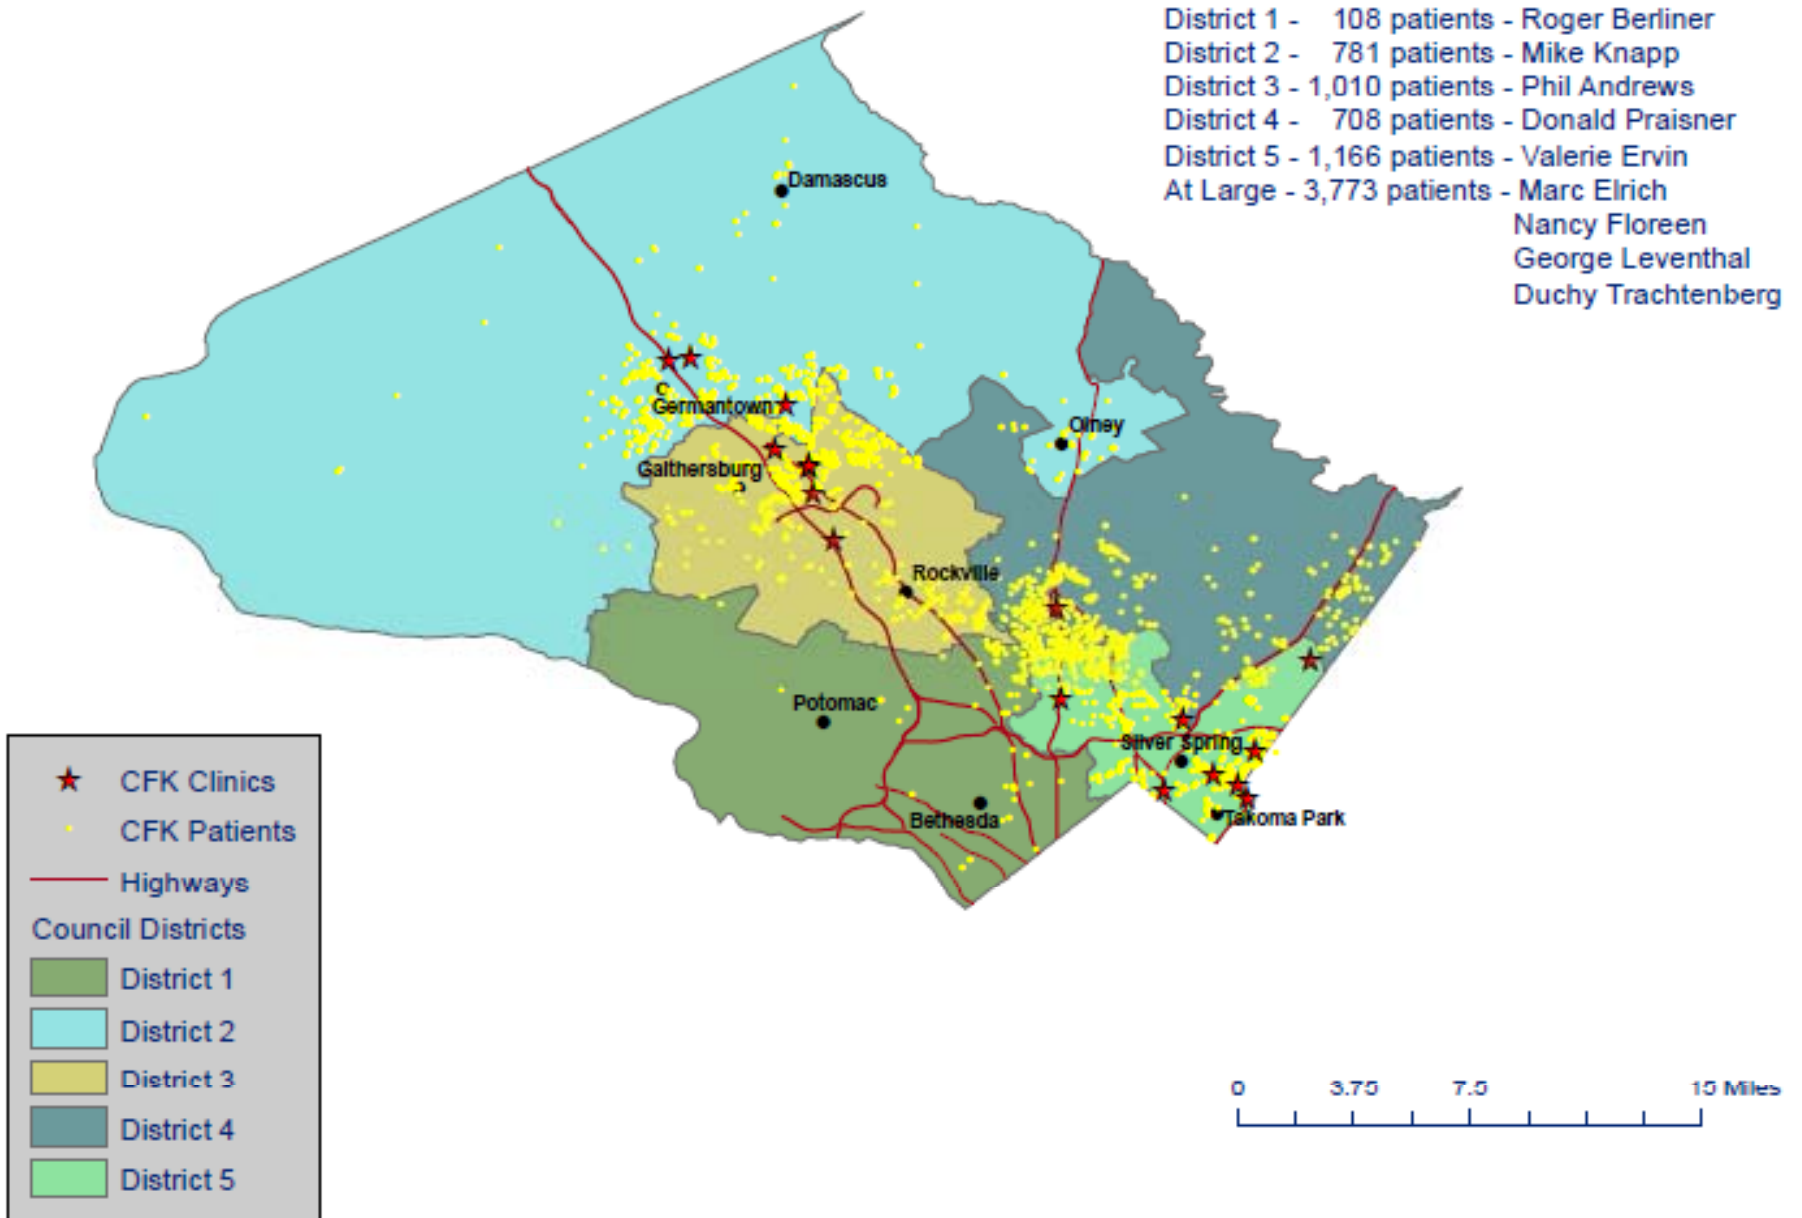 District 1 - 108 patients - Roger Berliner
District 2 - 781 patients - Mike Knapp
District 3 - 1,010 patients - Phil Andrews
District 4 - 708 patients - Donald Praisner
District 5 - 1,166 patients - Valerie Ervin
At Large - 3,773 patients - Marc Elrich
Nancy Floreen
George Leventhal
Duchy Trachtenberg
Damascus
Germantown
Olney
Gaithersburg
Rockville
Potomac
Silver Spring
Bethesda
Takoma Park
CFK Clinics
CFK Patients
Highways
Council Districts
District 1
District 2
District 3
District 4
District 5
0 3.75 7.5 15 Miles